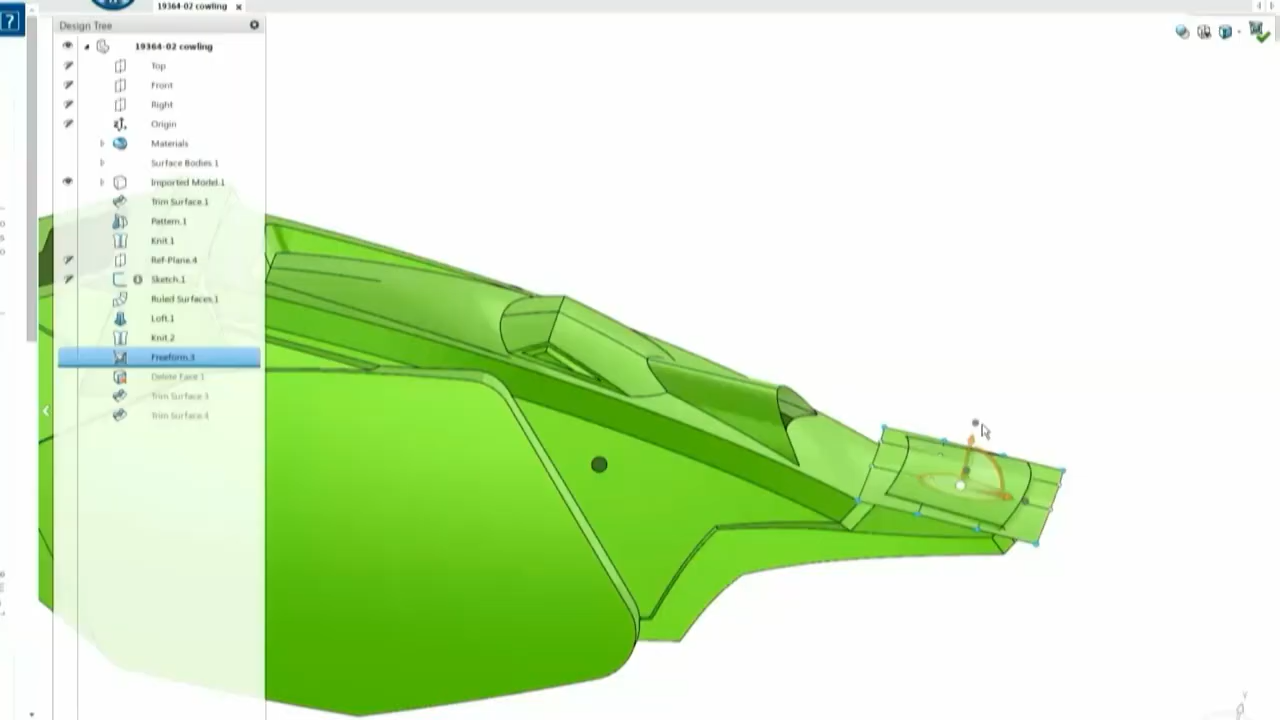 19364-02 cowling x
?
Design Tree
19364-02 cowling
Top
Front
Right
Origin
Materials
Surface Bodies.1
Imported Model.1
Trim Surface.1
Pattern.1
Knit.1
Ref-Plane.4
Sketch.1
Ruled Surfaces.1
Loft.1
Knit.2
Freeform.3
Delete Face.1
Trim Surface.3
Trim Surface.4